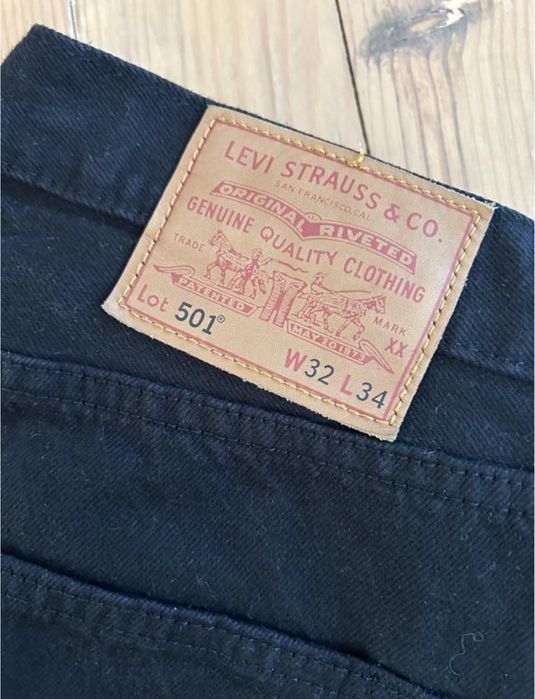 LEVI STRAUSS & CO.
SAN FRANCISCO, CAL.
ORIGINAL RIVETED
GENUINE QUALITY CLOTHING
TRADE MARK
PATENTED MAY 20 1873
XX
Lot 501®
W32 L34